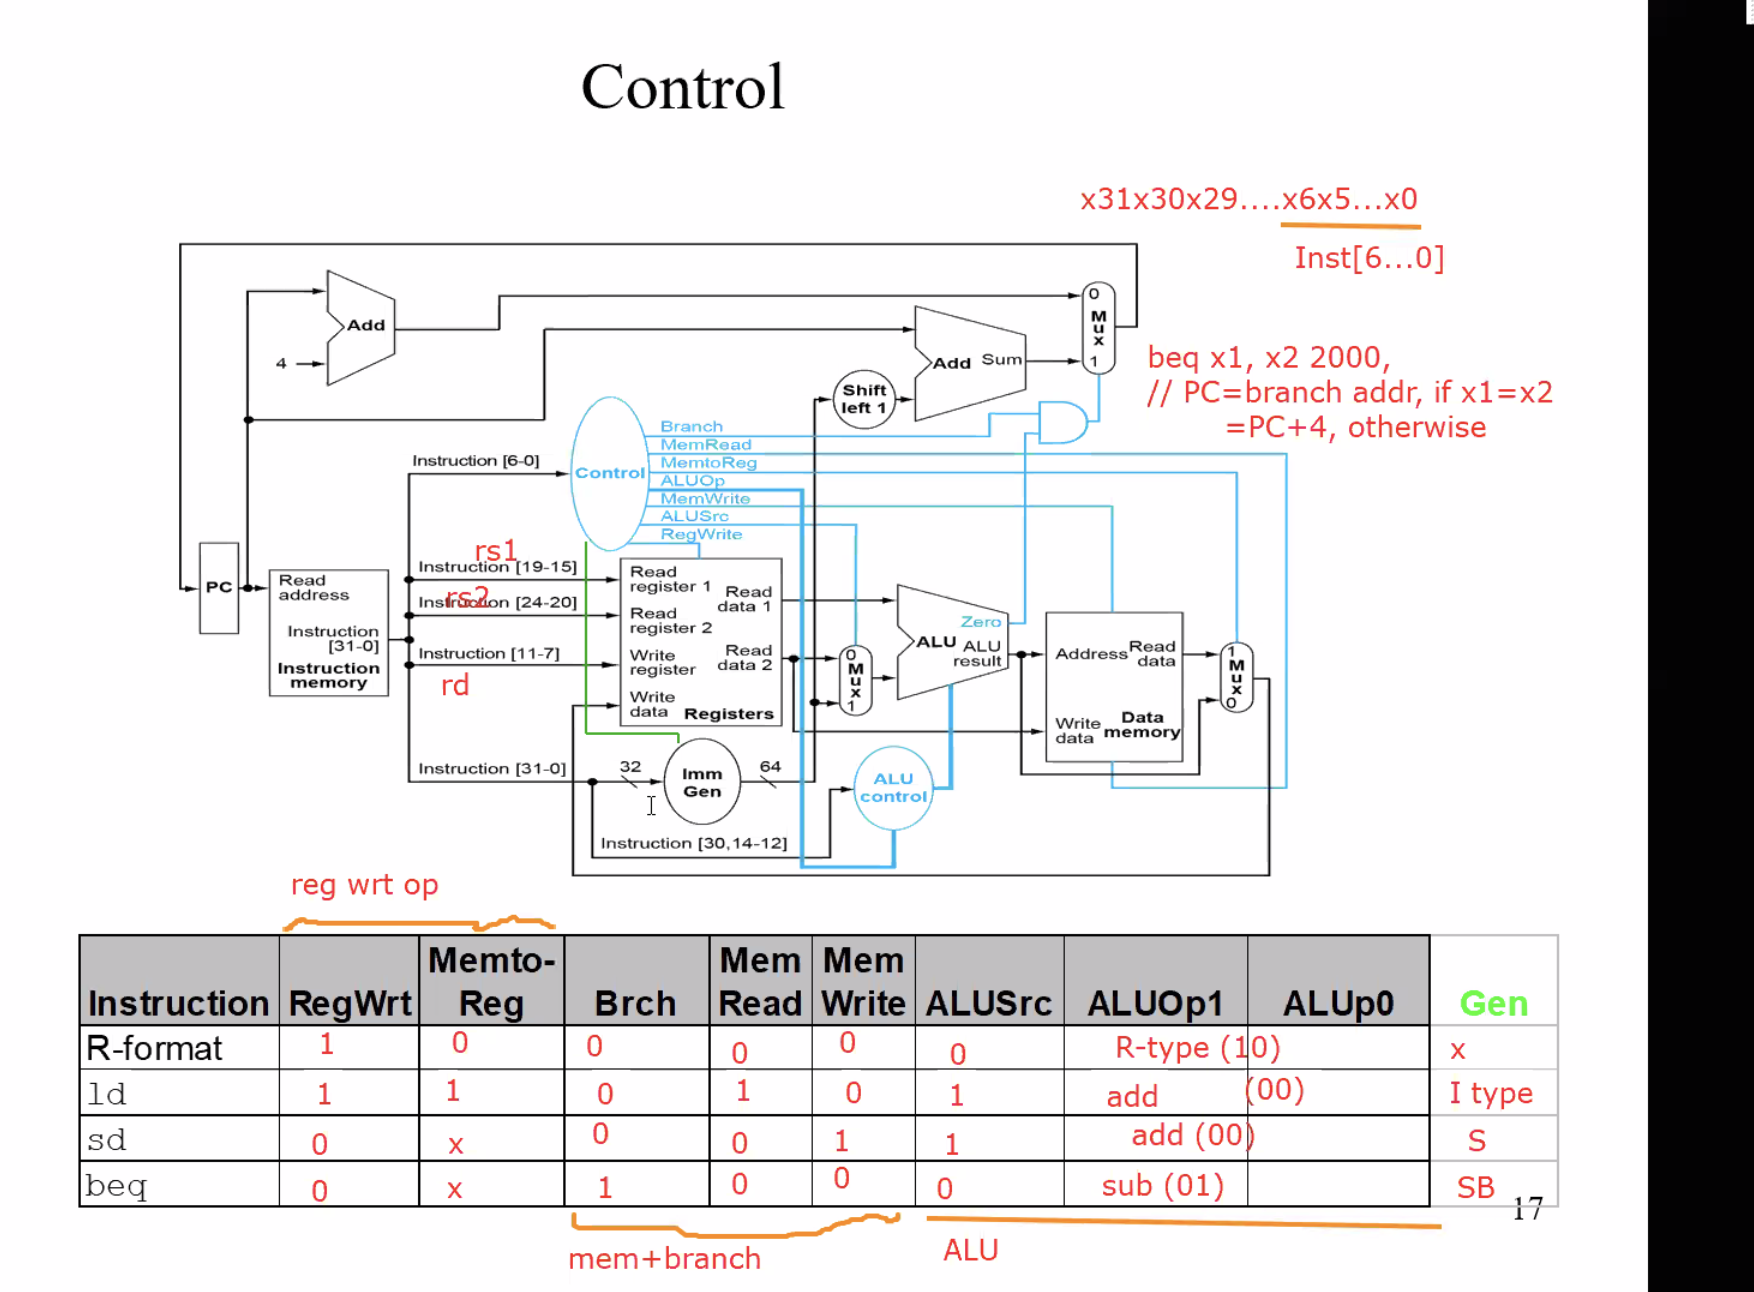 Control
x31x30x29....x6x5...x0
Inst[6...0]
beq x1, x2 2000,
// PC=branch addr, if x1=x2
=PC+4, otherwise
Add
4
Add Sum
0
M
u
x
1
Shift
left 1
Branch
MemRead
MemtoReg
ALUOp
MemWrite
ALUSrc
RegWrite
Control
Instruction [6-0]
rs1
Instruction [19-15]
rs2
Instruction [24-20]
Instruction [11-7]
rd
Instruction [31-0]
PC
Read
address
Instruction
[31-0]
Instruction
memory
Read
register 1
Read
register 2
Write
register
Write
data
Read
data 1
Read
data 2
Registers
0
M
u
x
1
Zero
ALU ALU
result
Address
Read
data
Write
data
Data
memory
1
M
u
x
0
32
Imm
Gen
64
ALU
control
Instruction [30,14-12]
reg wrt op
Instruction RegWrt Memto-Reg Brch Mem Read Mem Write ALUSrc ALUOp1 ALUp0 Gen
R-format 1 0 0 0 0 0 R-type (10) x
ld 1 1 0 1 0 1 add (00) I type
sd 0 x 0 0 1 1 add (00) S
beq 0 x 1 0 0 0 sub (01) SB
17
mem+branch
ALU